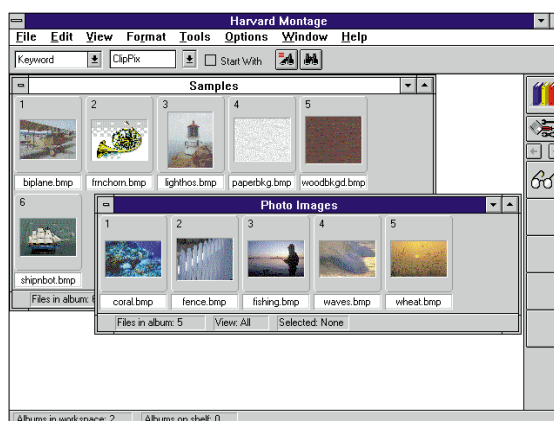 Harvard Montage
File Edit View Format Tools Options Window Help
Keyword ClipPix Start With
Samples
1 2 3 4 5
biplane.bmp frnchorn.bmp lighthos.bmp paperbkg.bmp woodbkgd.bmp
6
shipnbot.bmp
Files in album: 
Photo Images
1 2 3 4 5
coral.bmp fence.bmp fishing.bmp waves.bmp wheat.bmp
Files in album: 5 View: All Selected: None
Albums in workspace: 2 Albums on shelf: 0